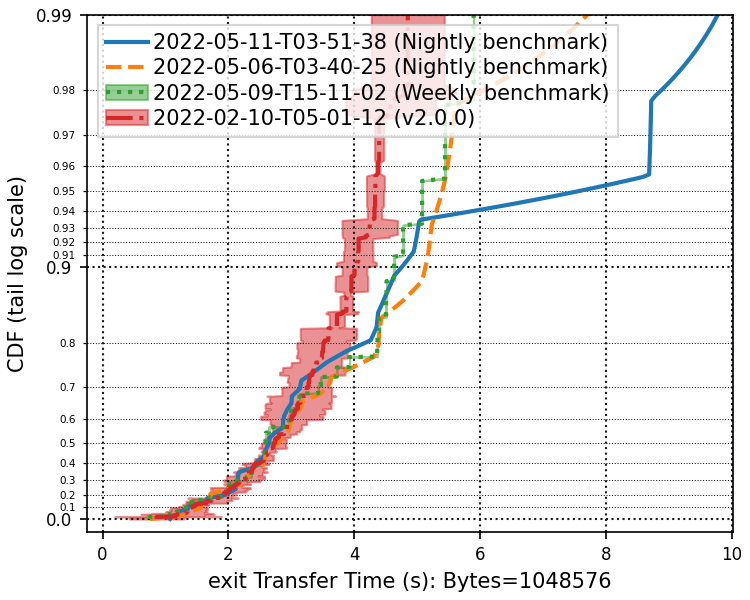 0.99
2022-05-11-T03-51-38 (Nightly benchmark)
2022-05-06-T03-40-25 (Nightly benchmark)
2022-05-09-T15-11-02 (Weekly benchmark)
2022-02-10-T05-01-12 (v2.0.0)
0.98
0.97
0.96
0.95
0.94
0.93
0.92
0.91
0.9
0.8
0.7
0.6
0.5
0.4
0.3
0.2
0.1
0.0
CDF (tail log scale)
0 2 4 6 8 10
exit Transfer Time (s): Bytes=1048576